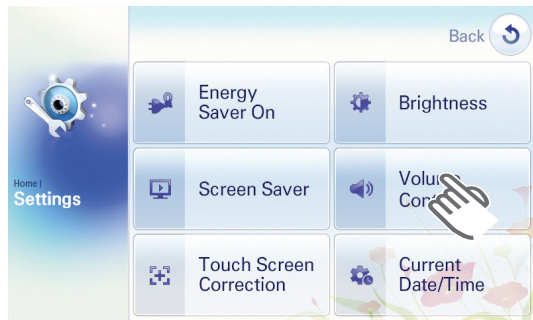 Back
Home |
Settings
Energy
Saver On
Brightness
Screen Saver
Touch Screen
Correction
Current
Date/Time